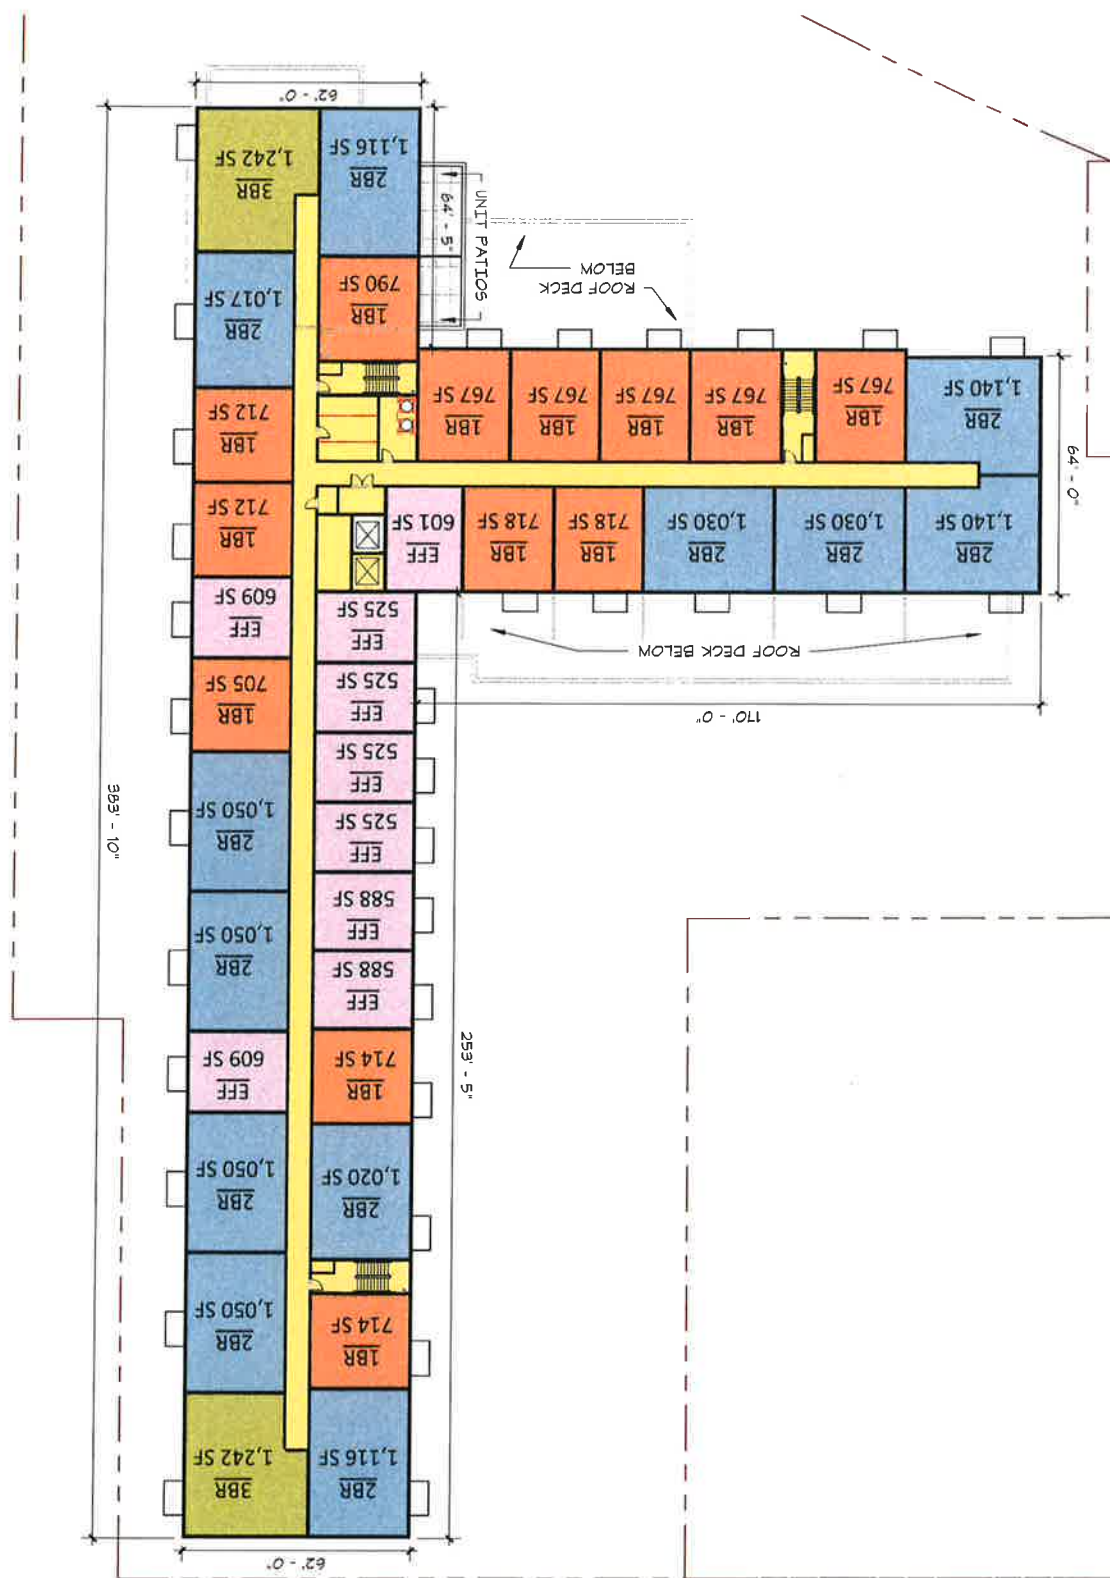 62' - 0"
3BR
1,242 SF
2BR
1,116 SF
383' - 10"
2BR
1,050 SF
1BR
714 SF
2BR
1,050 SF
2BR
1,020 SF
EFF
609 SF
1BR
714 SF
253' - 5"
2BR
1,050 SF
EFF
588 SF
2BR
1,050 SF
EFF
588 SF
1BR
705 SF
EFF
525 SF
EFF
525 SF
EFF
609 SF
EFF
525 SF
EFF
525 SF
170' - 0"
ROOF DECK BELOW
1BR
712 SF
1BR
712 SF
EFF
601 SF
1BR
718 SF
1BR
718 SF
2BR
1,030 SF
2BR
1,030 SF
2BR
1,140 SF
64' - 0"
2BR
1,140 SF
1BR
767 SF
1BR
767 SF
1BR
767 SF
1BR
767 SF
1BR
767 SF
2BR
1,017 SF
1BR
790 SF
ROOF DECK
BELOW
UNIT PATIOS
64' - 5"
3BR
1,242 SF
2BR
1,116 SF
62' - 0"